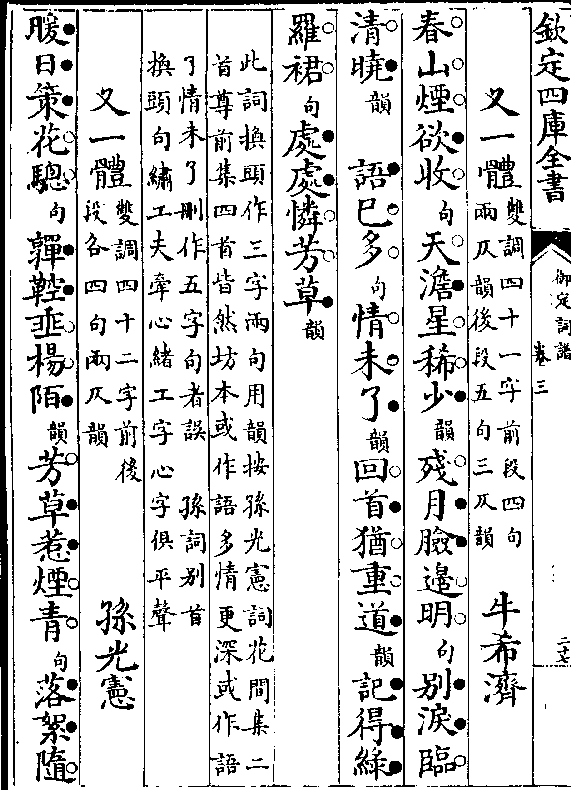 欽定四庫全書
御定詞譜
卷三
二十六
又一體
雙調四十一字前段四句
兩仄韻後段五句三仄韻
牛希濟
春山煙欲收句天澹星稀少韻殘月臉邉明句别淚臨
清曉韻 語已多句情未了韻回首猶重道韻記得緑
羅裙句處處憐芳草韻
此詞換頭作三字兩句用韻按孫光憲詞花間集二
首尊前集四首皆然坊本或作語多情更深或作語
了情未了刪作五字句者誤 孫詞别首
換頭句繡工夫牽心緒工字心字俱平聲
又一體
雙調四十二字前後
段各四句兩仄韻
孫光憲
暖日策花驄句嚲鞚垂楊陌韻芳草惹煙青句落絮隨